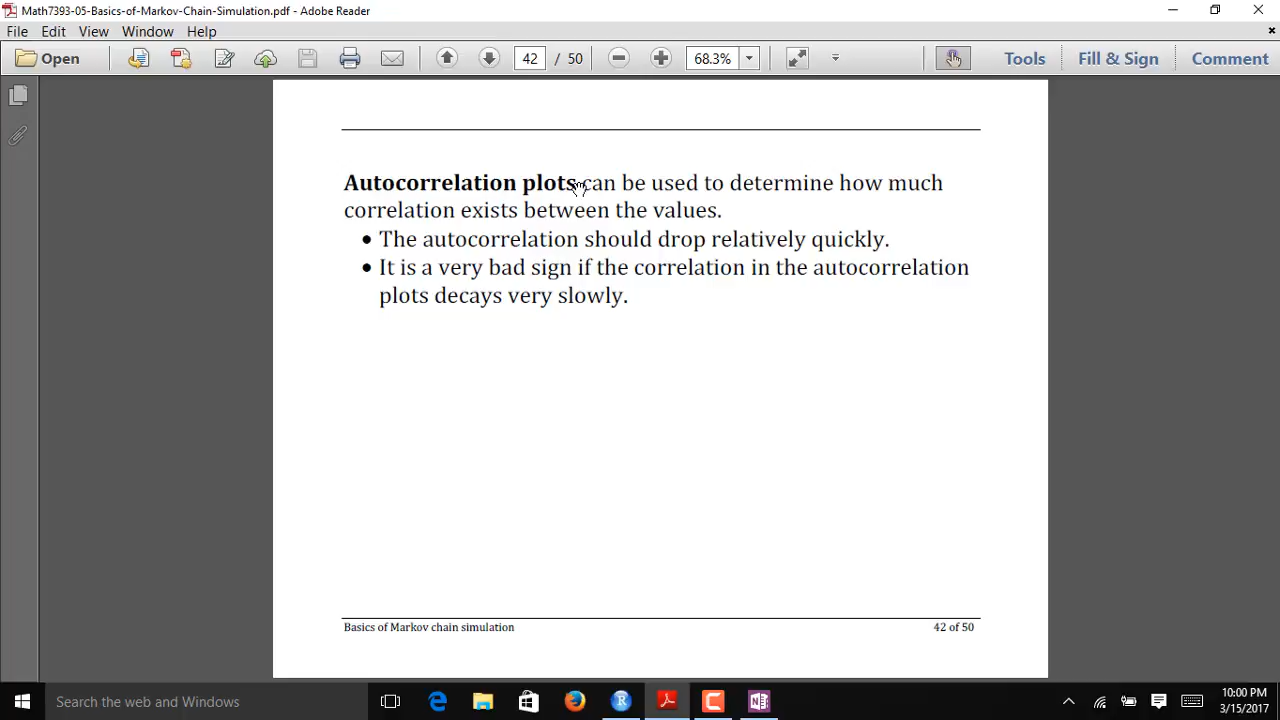 Math7393-05-Basics-of-Markov-Chain-Simulation.pdf - Adobe Reader
File Edit View Window Help
Open 42 / 50 68.3% Tools Fill & Sign Comment
Autocorrelation plots can be used to determine how much
correlation exists between the values.
• The autocorrelation should drop relatively quickly.
• It is a very bad sign if the correlation in the autocorrelation
plots decays very slowly.
Basics of Markov chain simulation 42 of 50
Search the web and Windows
10:00 PM
3/15/2017